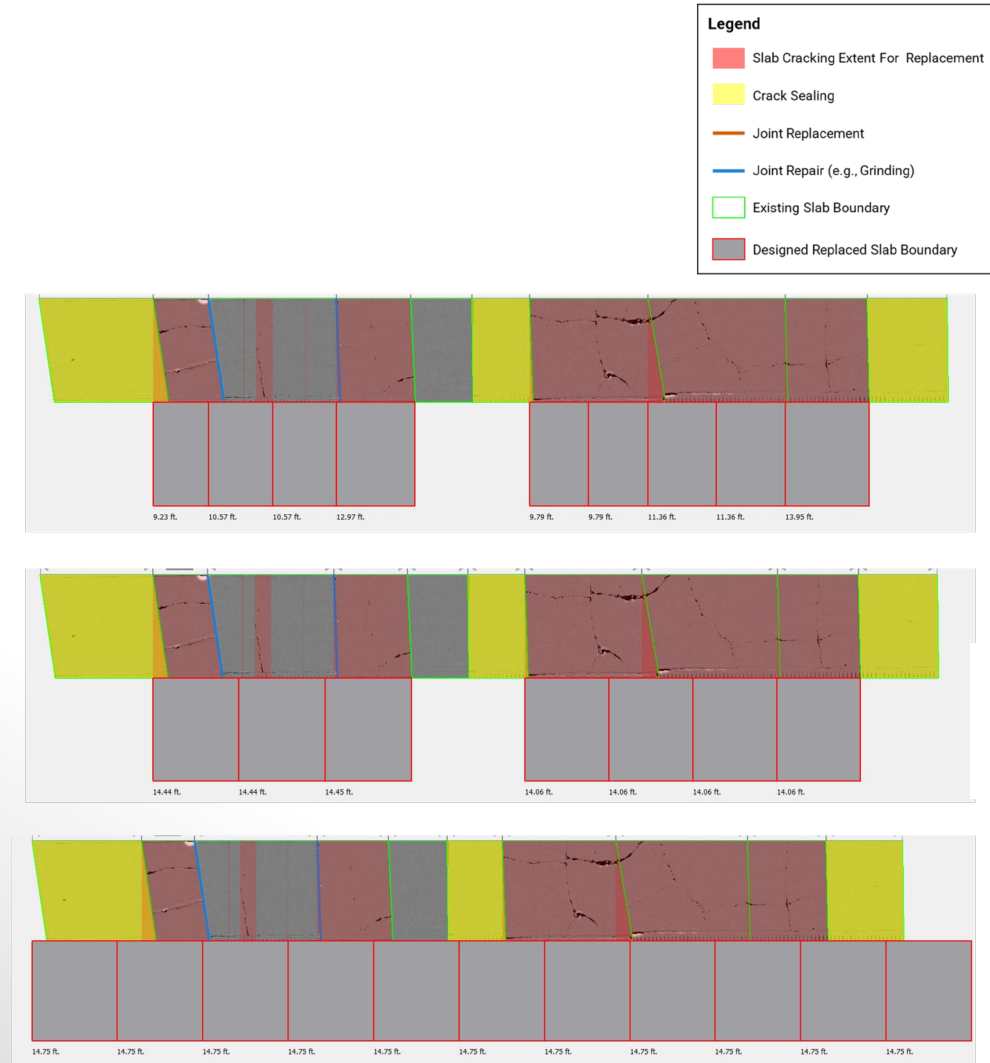 Legend
Slab Cracking Extent For Replacement
Crack Sealing
Joint Replacement
Joint Repair (e.g., Grinding)
Existing Slab Boundary
Designed Replaced Slab Boundary
9.23 ft. 10.57 ft. 10.57 ft. 12.97 ft. 9.79 ft. 9.79 ft. 11.36 ft. 11.36 ft. 13.95 ft.
14.44 ft. 14.44 ft. 14.45 ft. 14.06 ft. 14.06 ft. 14.06 ft. 14.06 ft.
14.75 ft. 14.75 ft. 14.75 ft. 14.75 ft. 14.75 ft. 14.75 ft. 14.75 ft. 14.75 ft. 14.75 ft. 14.75 ft. 14.75 ft.